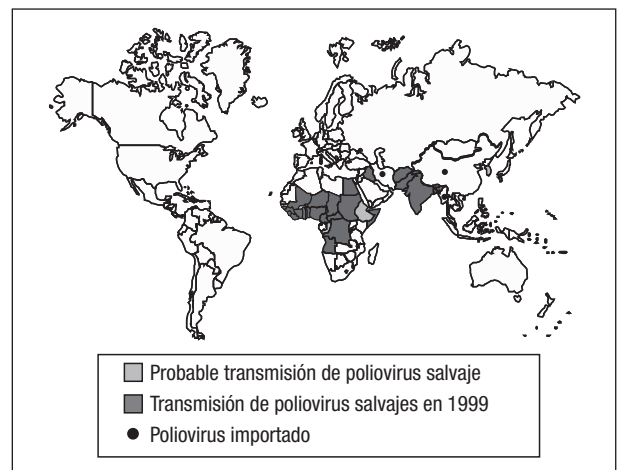 Probable transmisión de poliovirus salvaje
Transmisión de poliovirus salvajes en 1999
Poliovirus importado